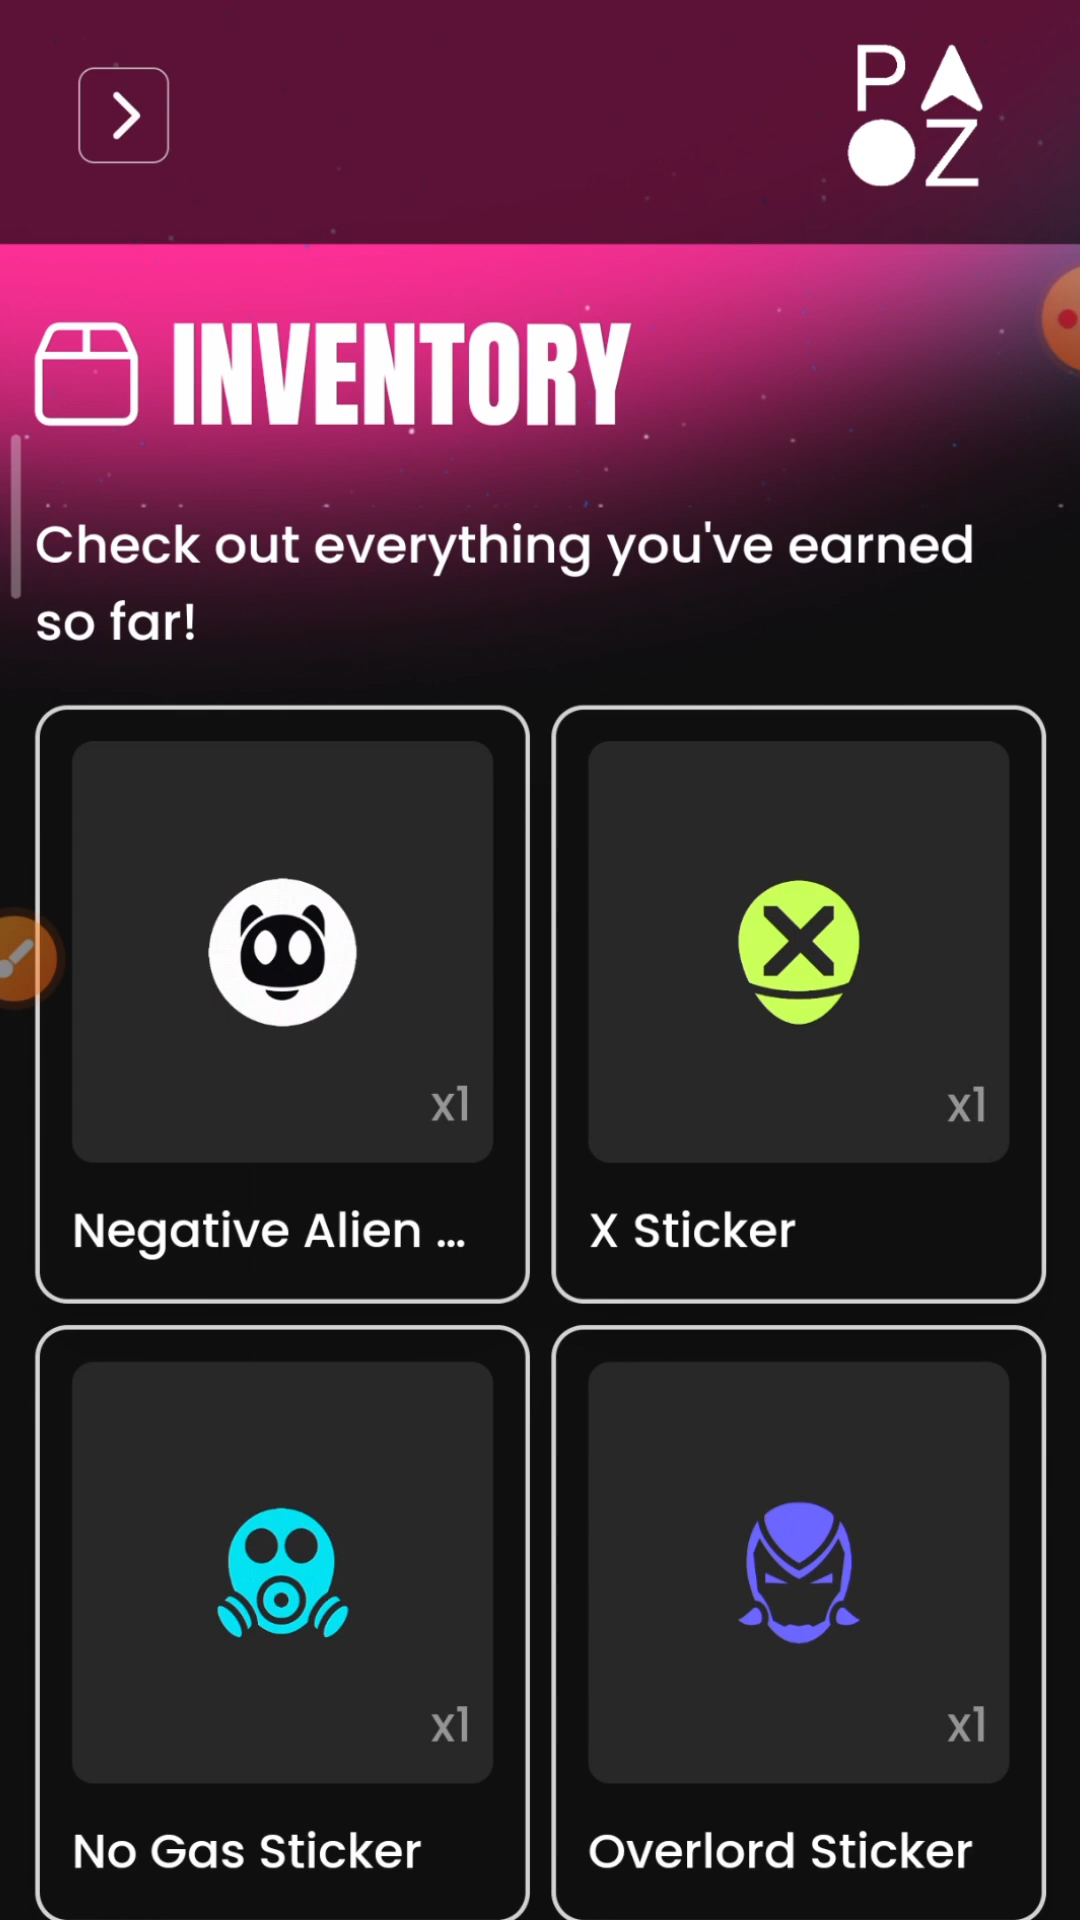 PA
OZ
INVENTORY
Check out everything you've earned
so far!
x1
x1
Negative Alien ...
X Sticker
x1
x1
No Gas Sticker
Overlord Sticker